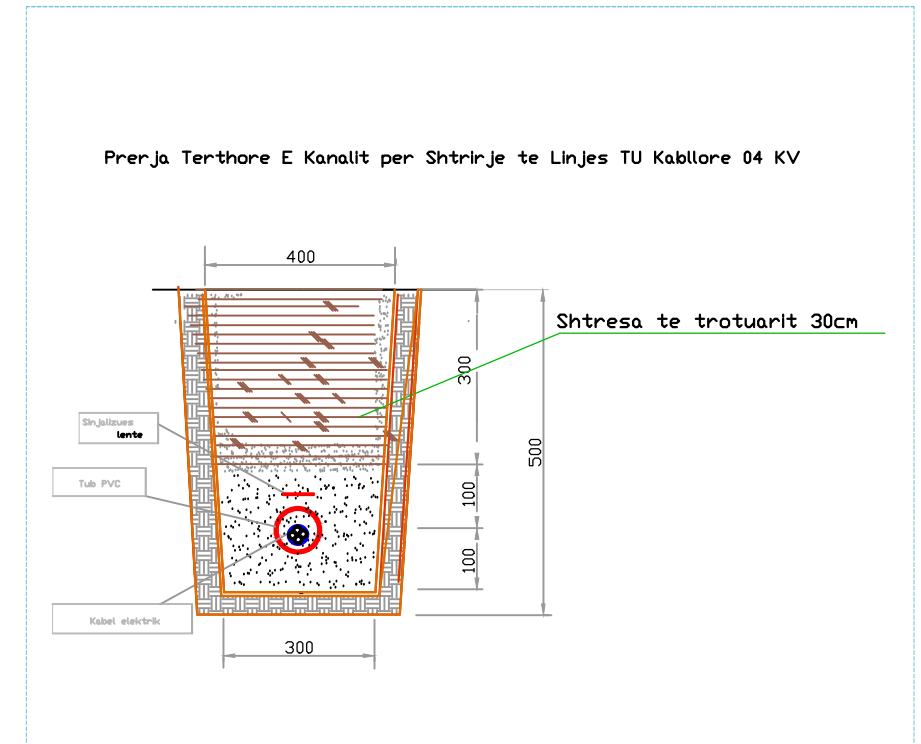 Prerja Terthore E Kanalit per Shtrirje te Linjes TU Kabllore 04 KV
400
Shtresa te trotuarit 30cm
300
Sinjalizues
lente
500
Tub PVC
100
100
Kabel elektrik
300